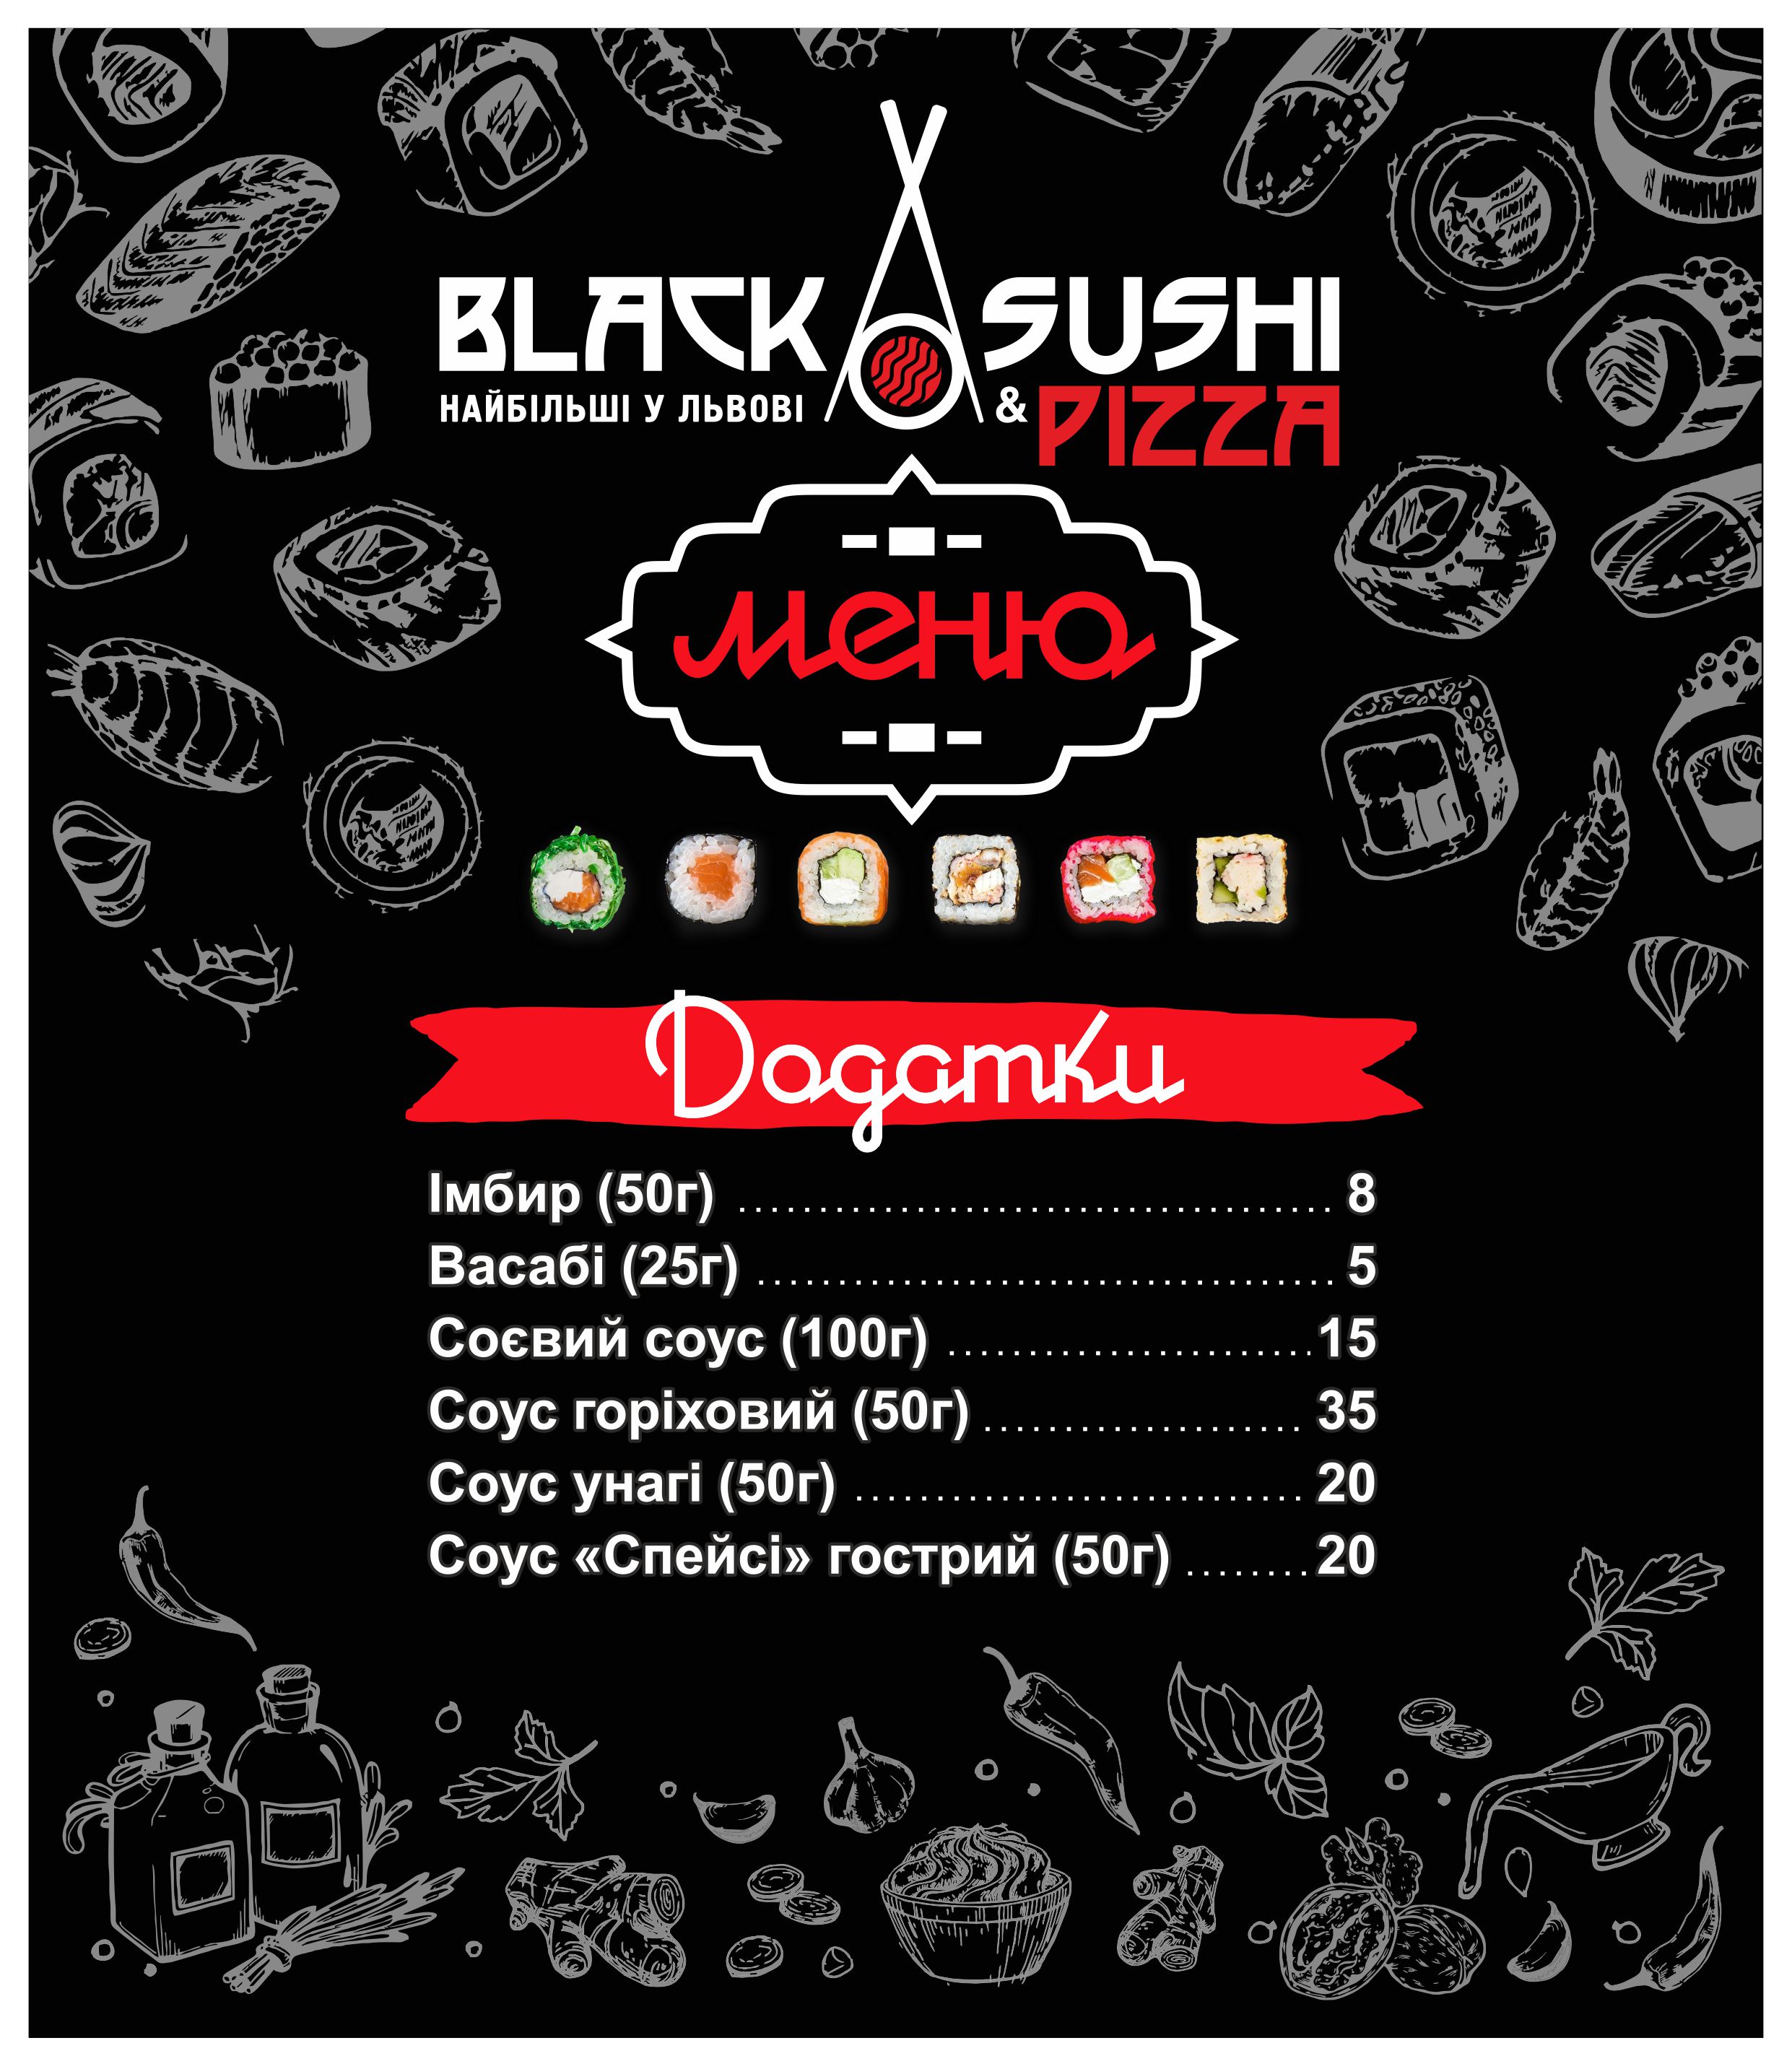 BLACK SUSHI
НАЙБІЛЬШІ У ЛЬВОВІ & PIZZA
меню
Додатки
Імбир (50г) ..................................... 8
Васабі (25г) .................................... 5
Соєвий соус (100г) ....................... 15
Соус горіховий (50г) .................... 35
Соус унагі (50г) ............................ 20
Соус «Спейсі» гострий (50г) ........ 20